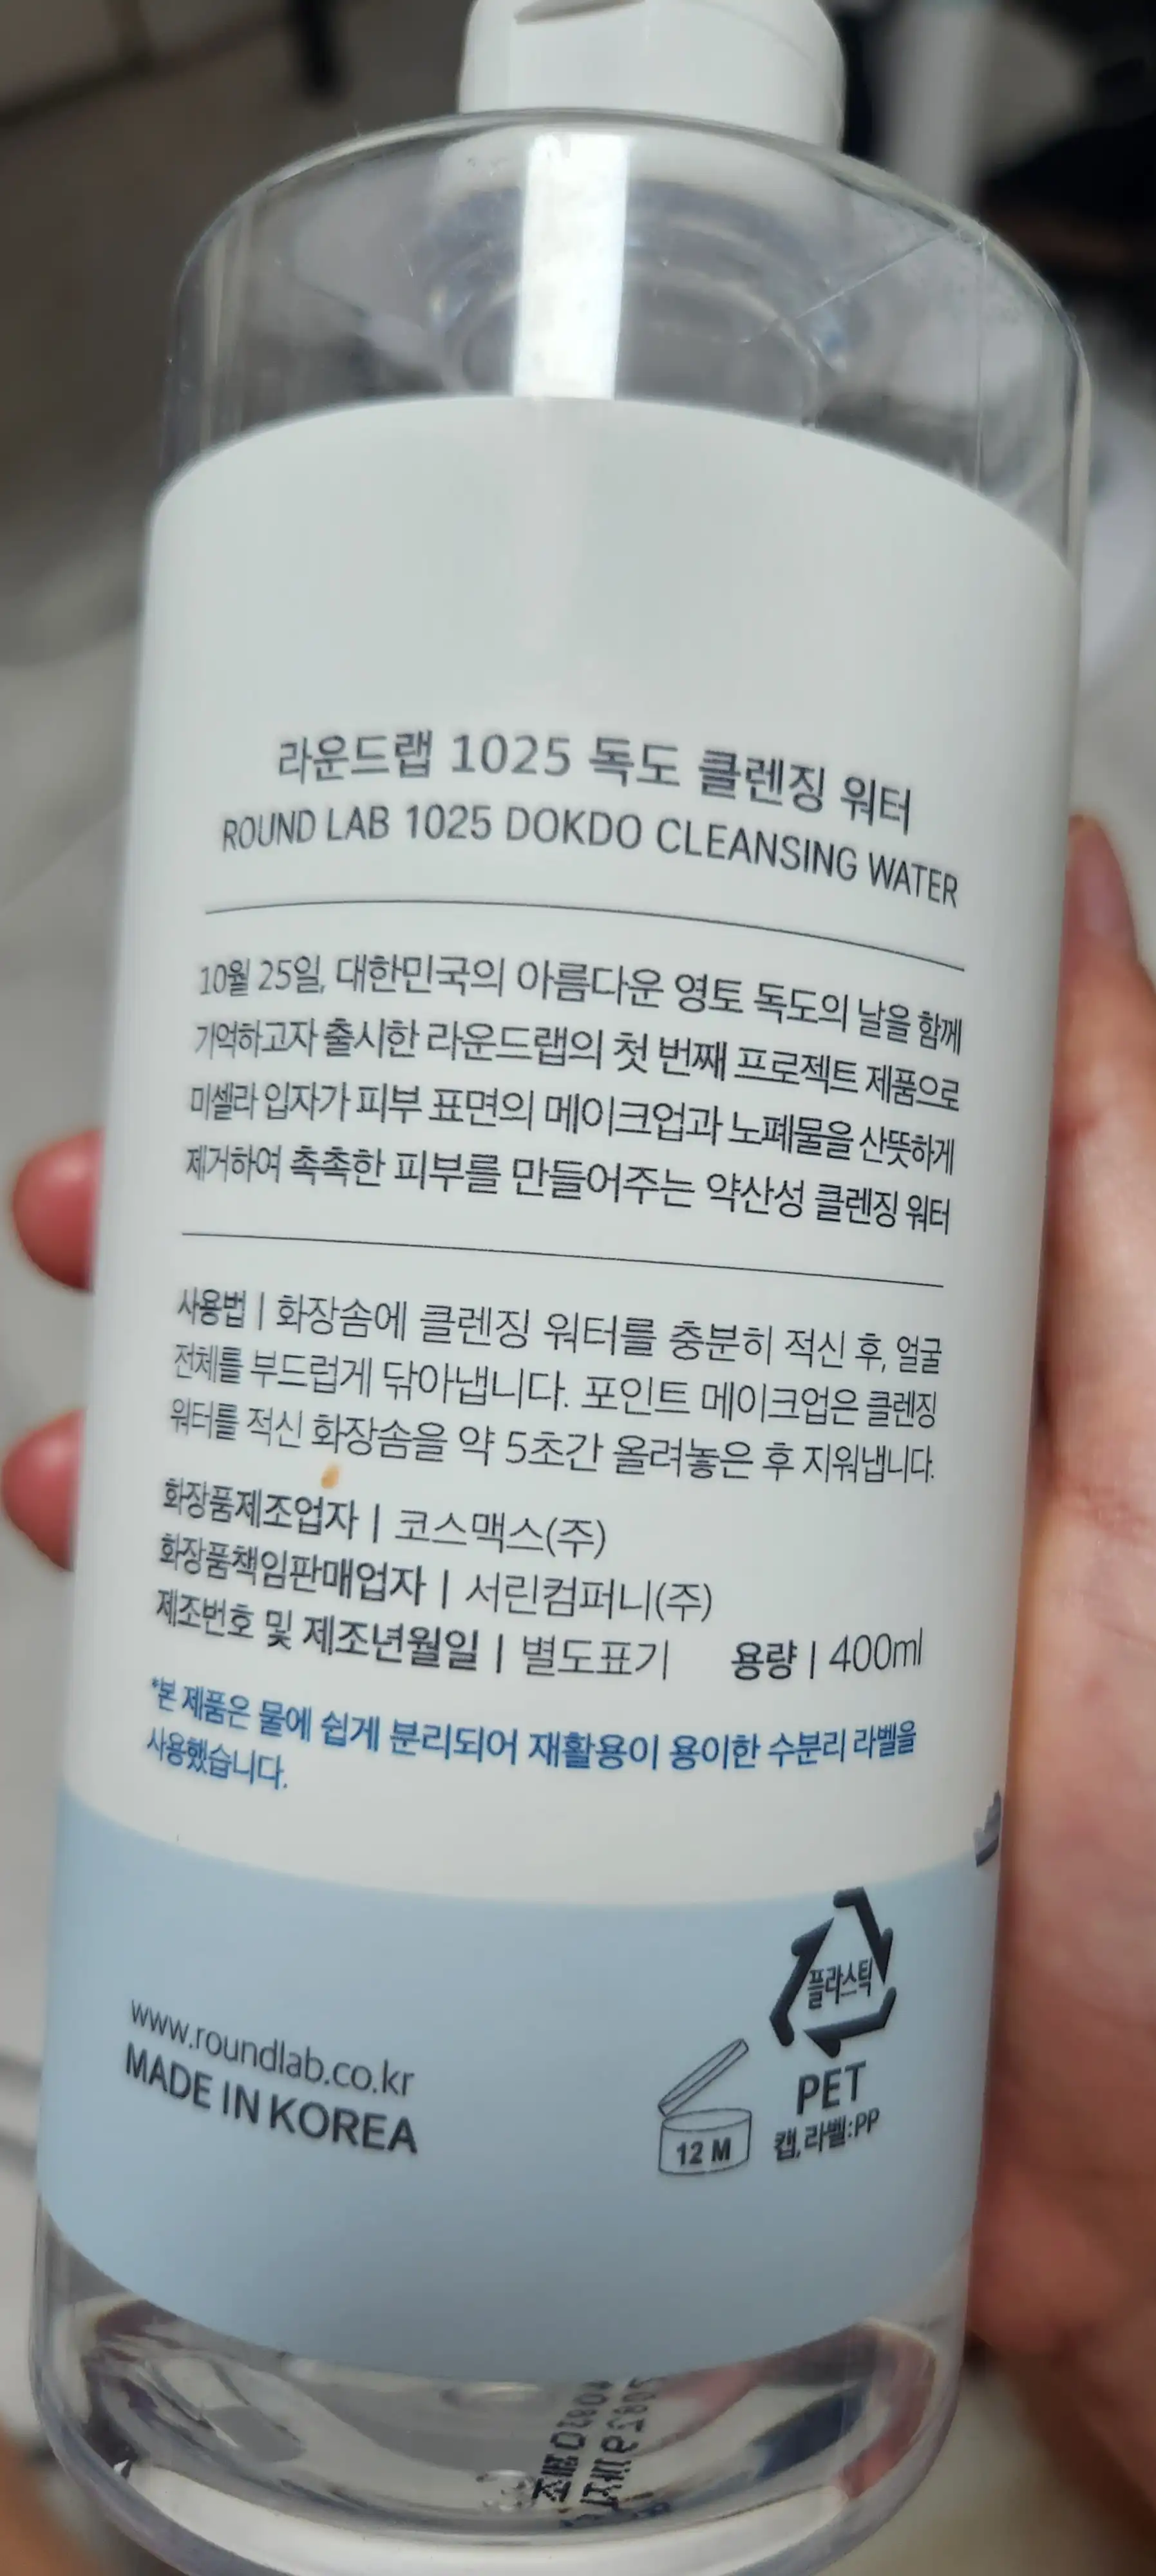 라운드랩 1025 독도 클렌징 워터
ROUND LAB 1025 DOKDO CLEANSING WATER
10월 25일, 대한민국의 아름다운 영토 독도의 날을 함께
기억하고자 출시한 라운드랩의 첫 번째 프로젝트 제품으로
미셀라 입자가 피부 표면의 메이크업과 노폐물을 산뜻하게
제거하여 촉촉한 피부를 만들어주는 약산성 클렌징 워터
사용법 | 화장솜에 클렌징 워터를 충분히 적신 후, 얼굴
전체를 부드럽게 닦아냅니다. 포인트 메이크업은 클렌징
워터를 적신 화장솜을 약 5초간 올려놓은 후 지워냅니다.
화장품제조업자 | 코스맥스(주)
화장품책임판매업자 | 서린컴퍼니(주)
제조번호 및 제조년월일 | 별도표기 용량 | 400ml
*본 제품은 물에 쉽게 분리되어 재활용이 용이한 수분리 라벨을
사용했습니다.
플라스틱
PET
캡,라벨:PP
12 M
www.roundlab.co.kr
MADE IN KOREA